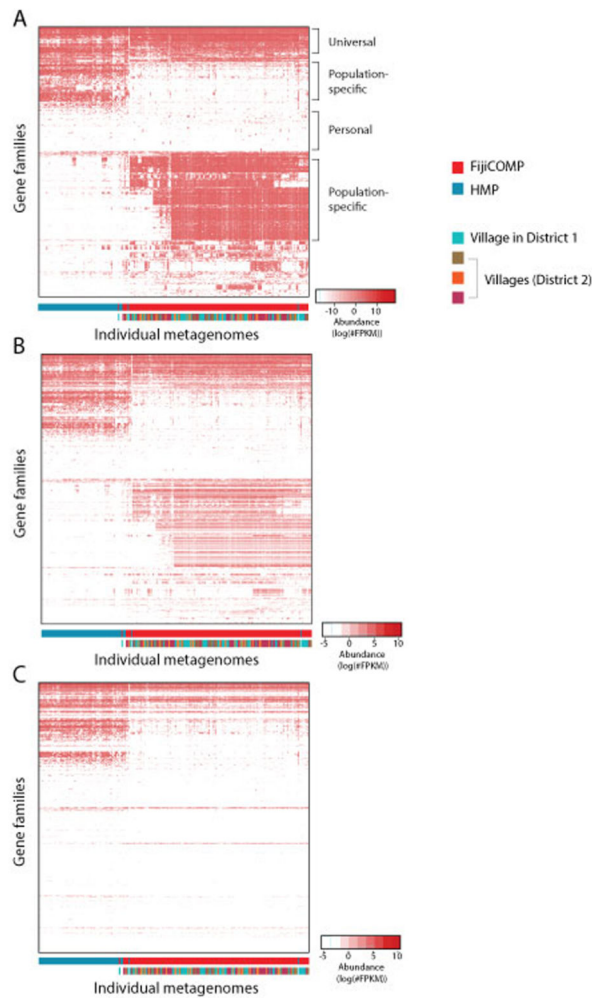 A
Gene families
Universal
Population-
specific
Personal
Population-
specific
-10 0 10
Abundance
(log(#FPKM))
Individual metagenomes
FijiCOMP
HMP
Village in District 1
Villages (District 2)
B
Gene families
-5 0 5 10
Abundance
(log(#FPKM))
Individual metagenomes
C
Gene families
-5 0 5 10
Abundance
(log(#FPKM))
Individual metagenomes